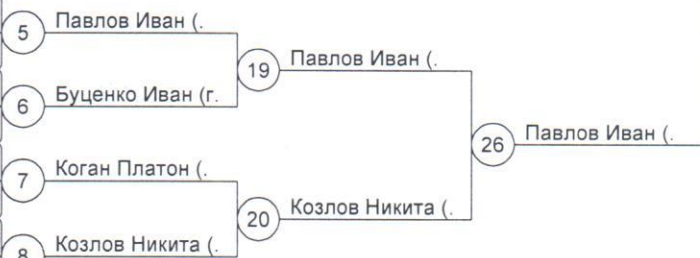 5 Павлов Иван (.
19 Павлов Иван (.
6 Буценко Иван (г.
26 Павлов Иван (.
7 Коган Платон (.
20 Козлов Никита (.
8 Козлов Никита (.